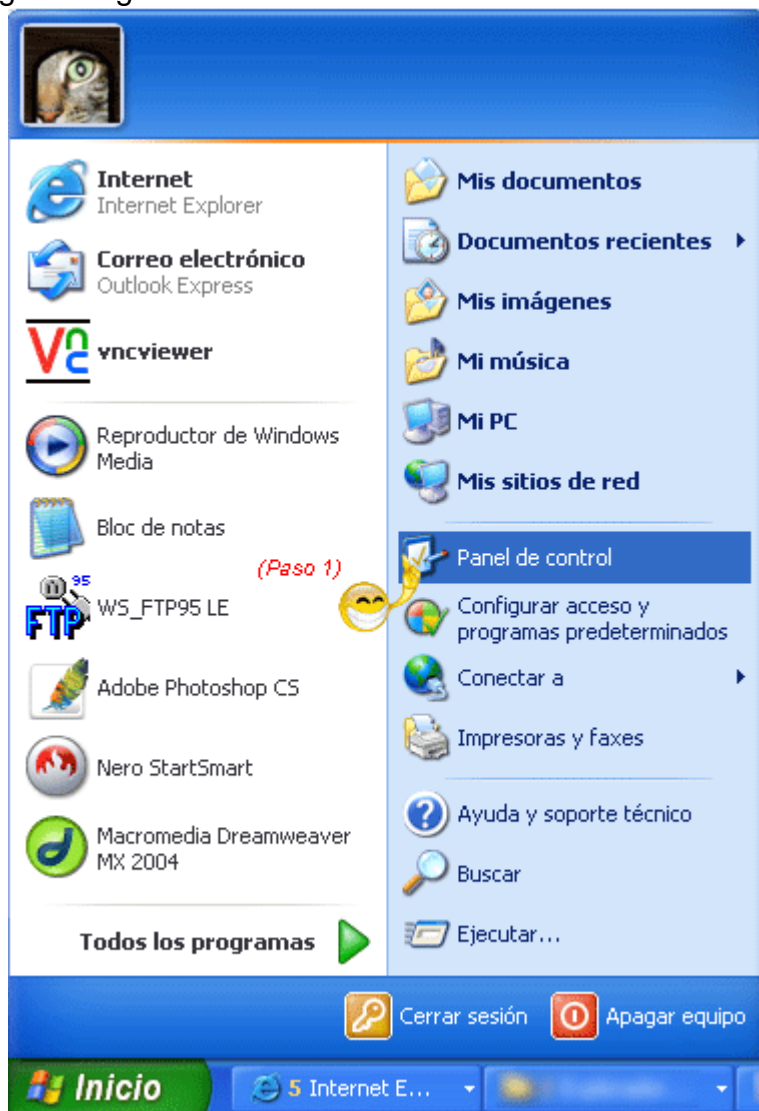 Internet
Internet Explorer
Correo electrónico
Outlook Express
vncviewer
Reproductor de Windows
Media
Bloc de notas
(Paso 1)
95
FTP
WS_FTP95 LE
Adobe Photoshop CS
Nero StartSmart
Macromedia Dreamweaver
MX 2004
Todos los programas
Mis documentos
Documentos recientes
Mis imágenes
Mi música
Mi PC
Mis sitios de red
Panel de control
Configurar acceso y
programas predeterminados
Conectar a
Impresoras y faxes
Ayuda y soporte técnico
Buscar
Ejecutar...
Cerrar sesión
Apagar equipo
Inicio
5 Internet E...